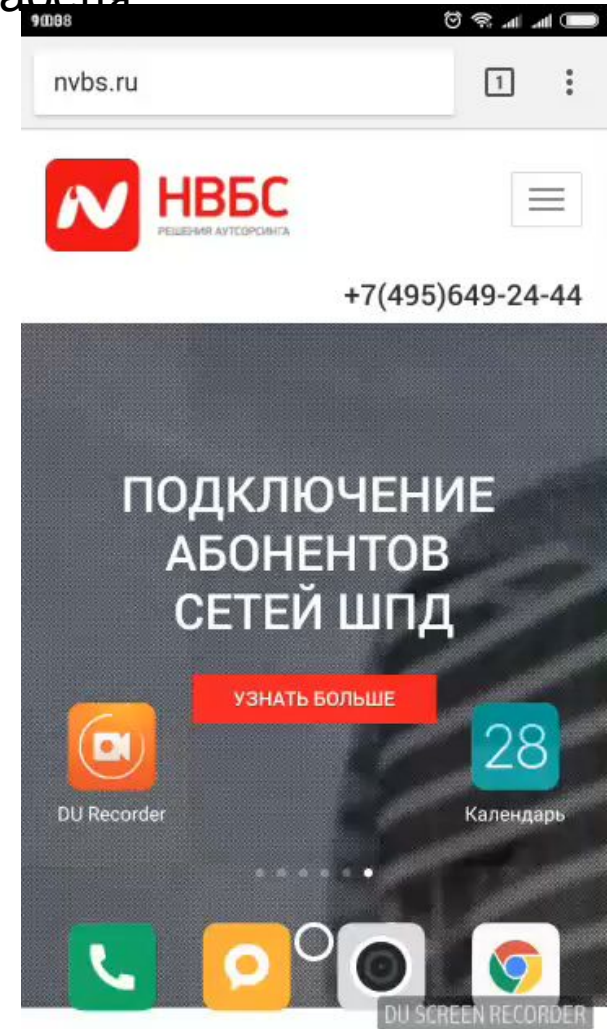 nvbs.ru
1
НВБС
РЕШЕНИЯ АУТСОРСИНГА
+7(495)649-24-44
ПОДКЛЮЧЕНИЕ
АБОНЕНТОВ
СЕТЕЙ ШПД
УЗНАТЬ БОЛЬШЕ
28
DU Recorder
Календарь
DU SCREEN RECORDER